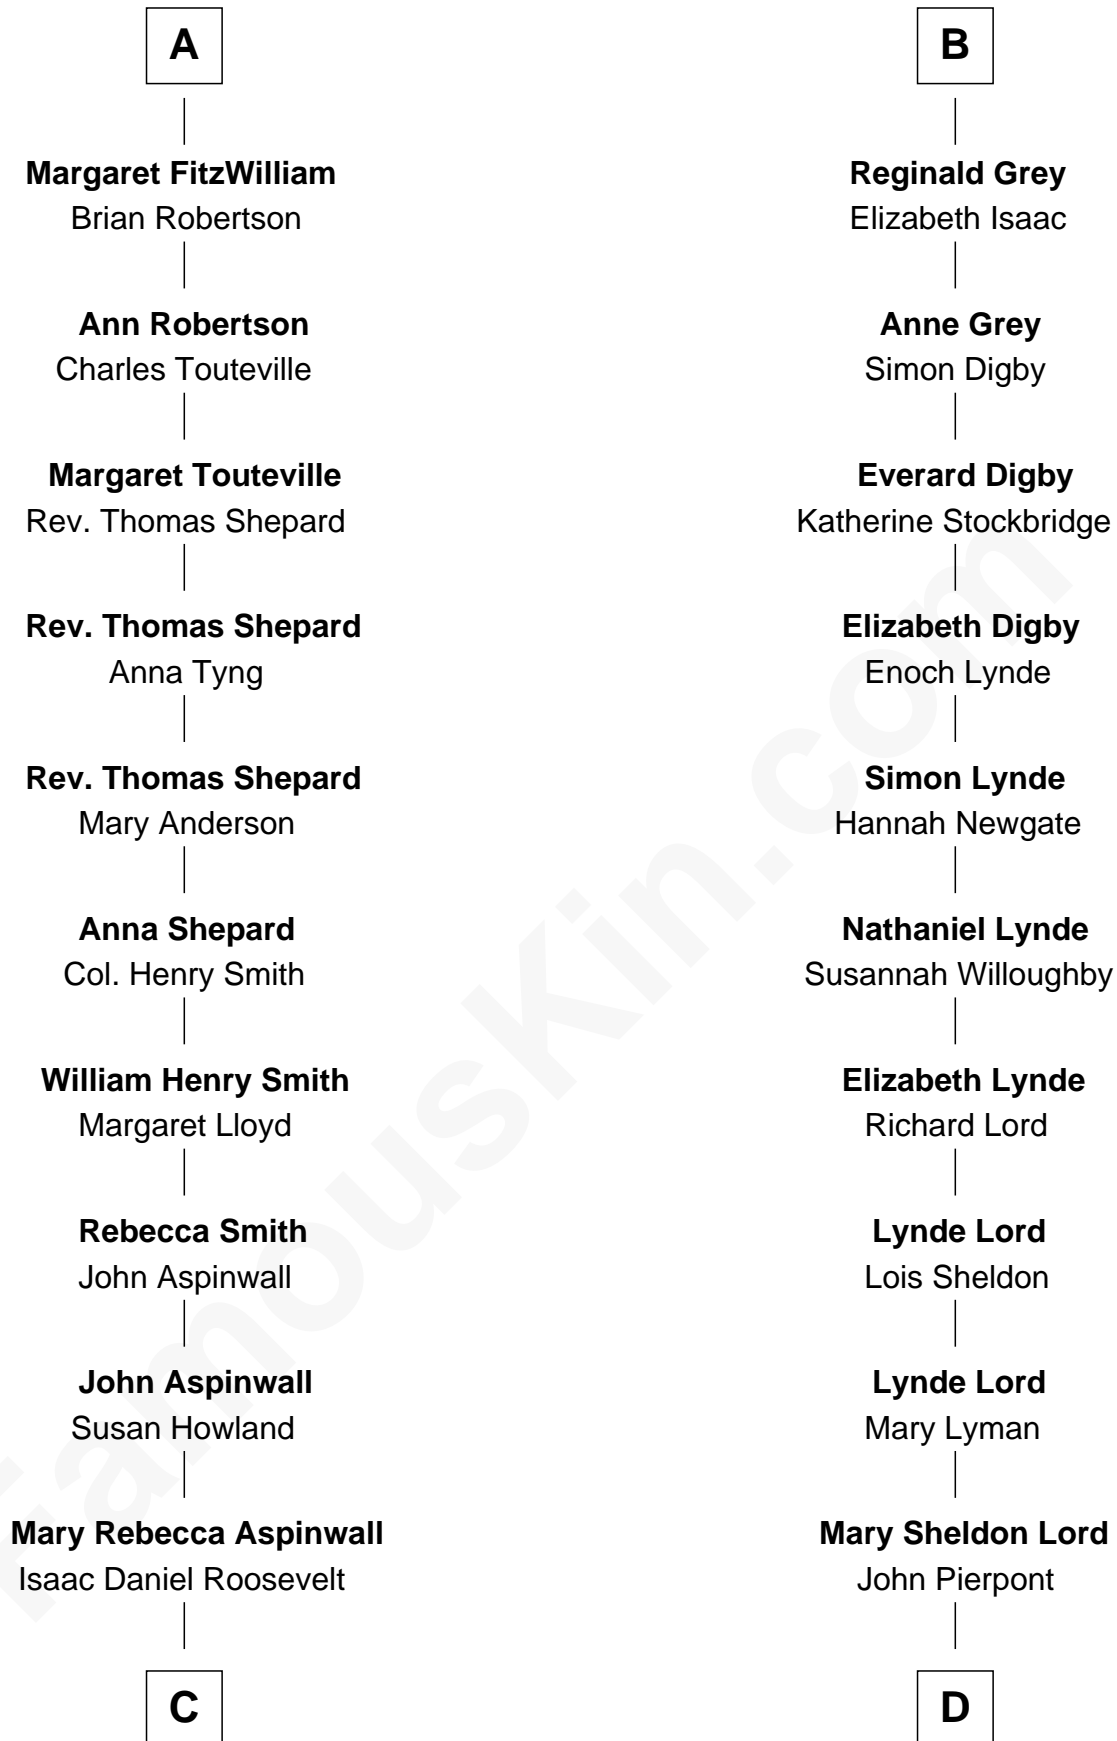 A
Margaret FitzWilliam
Brian Robertson
Ann Robertson
Charles Touteville
Margaret Touteville
Rev. Thomas Shepard
Rev. Thomas Shepard
Anna Tyng
Rev. Thomas Shepard
Mary Anderson
Anna Shepard
Col. Henry Smith
William Henry Smith
Margaret Lloyd
Rebecca Smith
John Aspinwall
John Aspinwall
Susan Howland
Mary Rebecca Aspinwall
Isaac Daniel Roosevelt
C
B
Reginald Grey
Elizabeth Isaac
Anne Grey
Simon Digby
Everard Digby
Katherine Stockbridge
Elizabeth Digby
Enoch Lynde
Simon Lynde
Hannah Newgate
Nathaniel Lynde
Susannah Willoughby
Elizabeth Lynde
Richard Lord
Lynde Lord
Lois Sheldon
Lynde Lord
Mary Lyman
Mary Sheldon Lord
John Pierpont
D
FamousKin.com